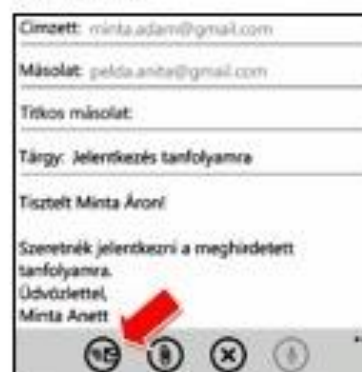 Címzett: minta.adam@gmail.com
Másolat: pelda.anita@gmail.com
Titkos másolat:
Tárgy: Jelentkezés tanfolyamra
Tisztelt Minta Áron!
Szeretnék jelentkezni a meghirdetett
tanfolyamra.
Üdvözlettel,
Minta Anett